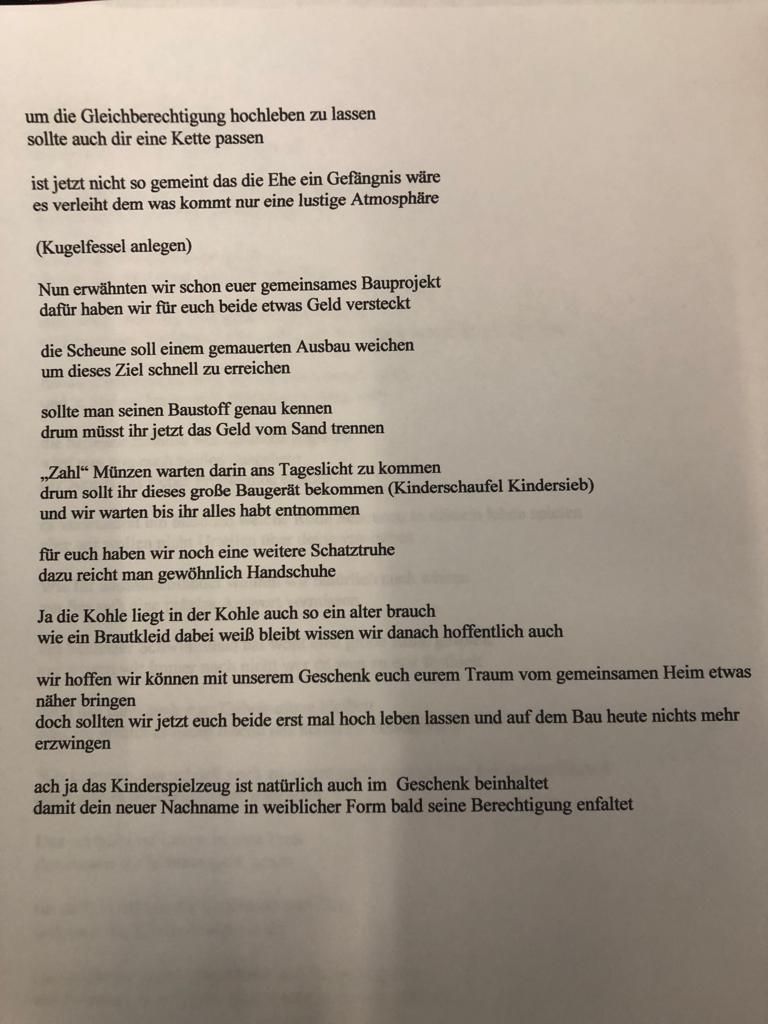 um die Gleichberechtigung hochleben zu lassen
sollte auch dir eine Kette passen
ist jetzt nicht so gemeint das die Ehe ein Gefängnis wäre
es verleiht dem was kommt nur eine lustige Atmosphäre
(Kugelfessel anlegen)
Nun erwähnten wir schon euer gemeinsames Bauprojekt
dafür haben wir für euch beide etwas Geld versteckt
die Scheune soll einem gemauerten Ausbau weichen
um dieses Ziel schnell zu erreichen
sollte man seinen Baustoff genau kennen
drum müsst ihr jetzt das Geld vom Sand trennen
„Zahl“ Münzen warten darin ans Tageslicht zu kommen
drum sollt ihr dieses große Baugerät bekommen (Kinderschaufel Kindersieb)
und wir warten bis ihr alles habt entnommen
für euch haben wir noch eine weitere Schatztruhe
dazu reicht man gewöhnlich Handschuhe
Ja die Kohle liegt in der Kohle auch so ein alter brauch
wie ein Brautkleid dabei weiß bleibt wissen wir danach hoffentlich auch
wir hoffen wir können mit unserem Geschenk euch eurem Traum vom gemeinsamen Heim etwas
näher bringen
doch sollten wir jetzt euch beide erst mal hoch leben lassen und auf dem Bau heute nichts mehr
erzwingen
ach ja das Kinderspielzeug ist natürlich auch im Geschenk beinhaltet
damit dein neuer Nachname in weiblicher Form bald seine Berechtigung enfaltet